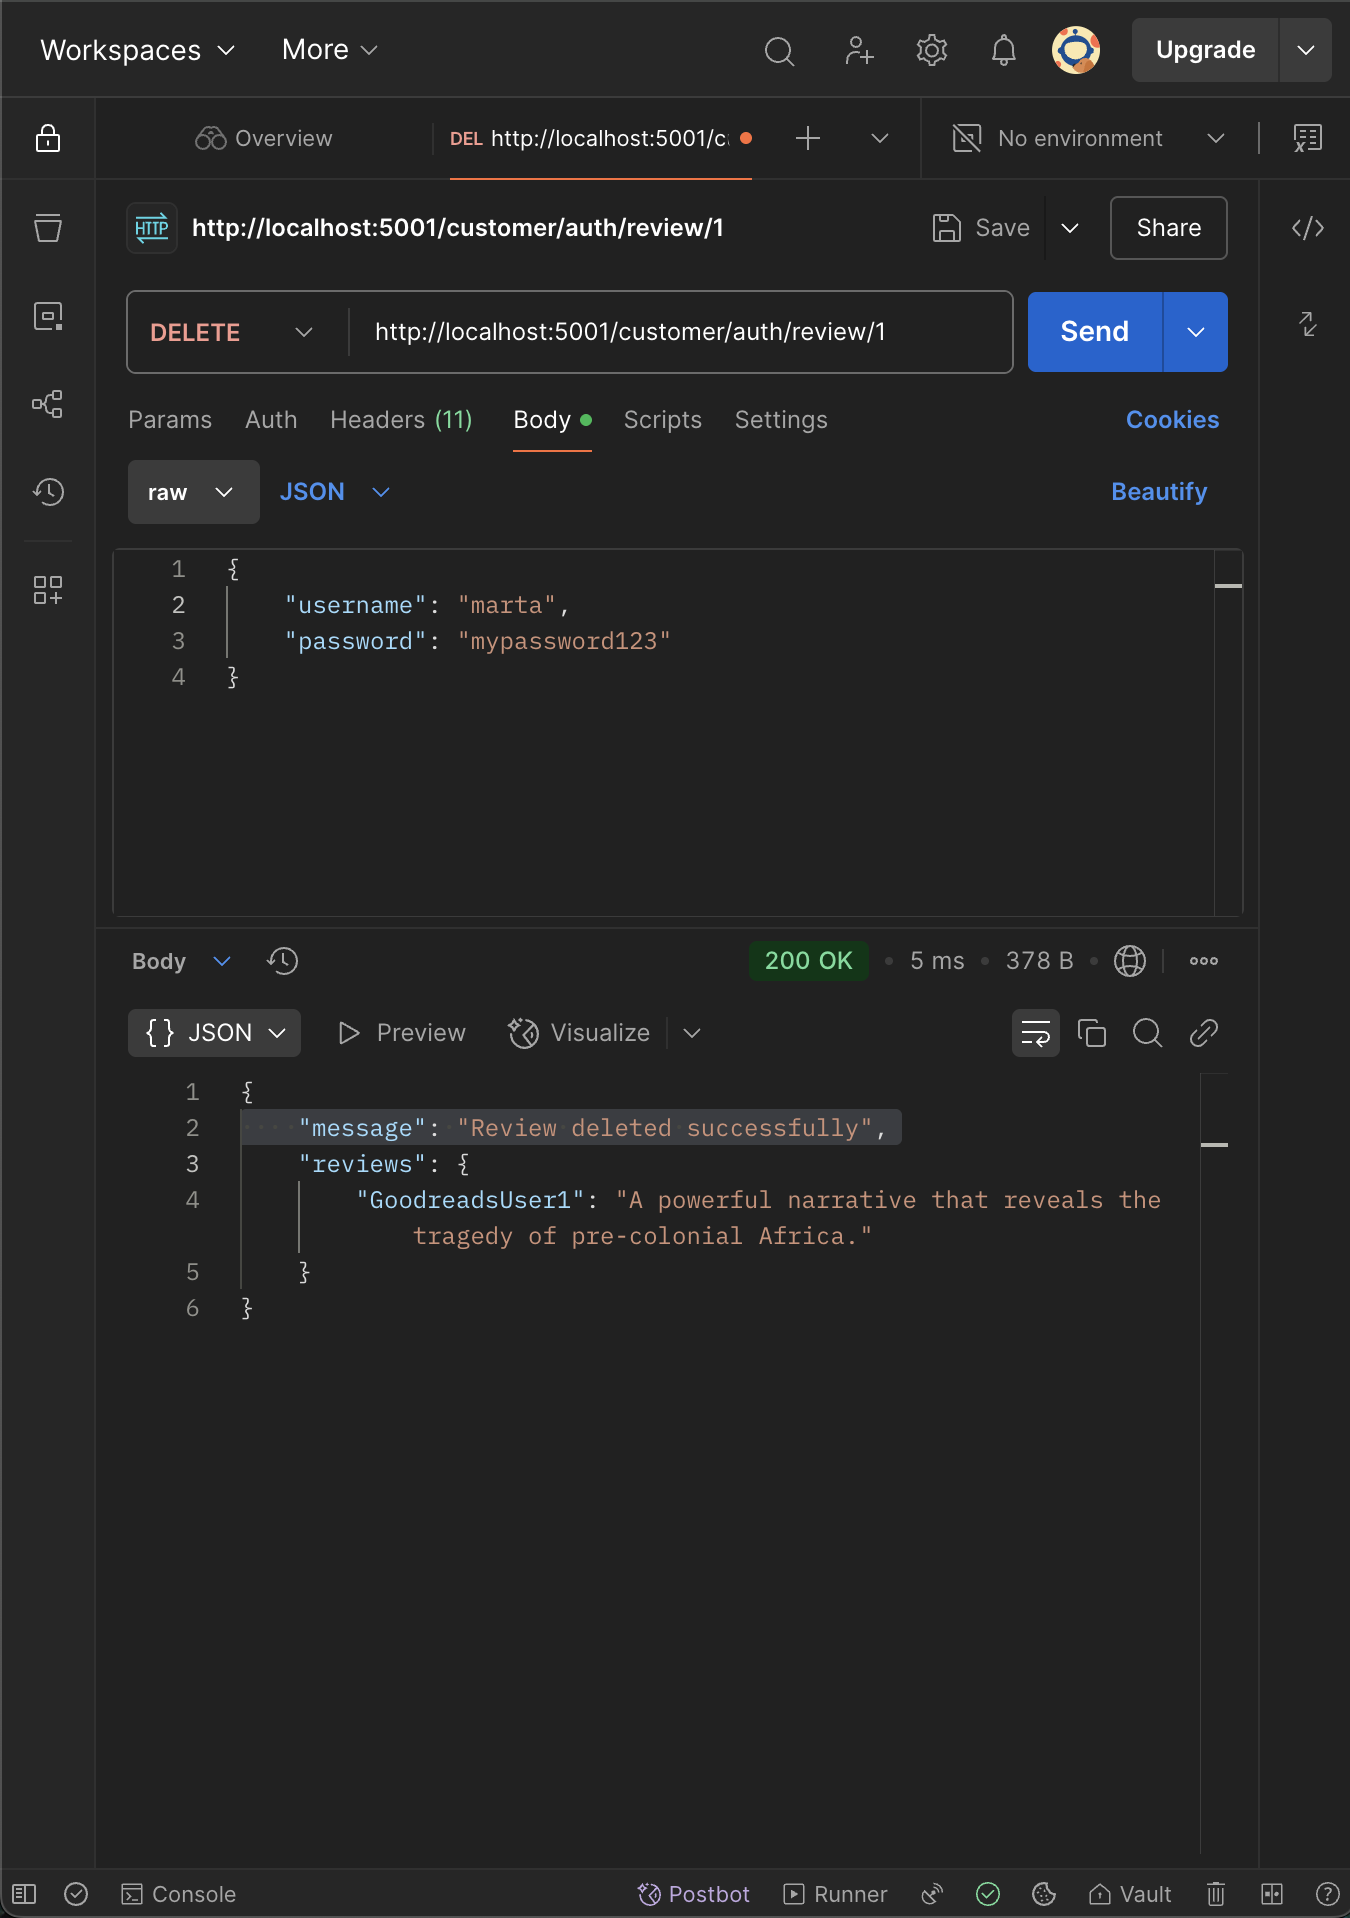 Workspaces More Upgrade
Overview DEL http://localhost:5001/c No environment
HTTP http://localhost:5001/customer/auth/review/1 Save Share
DELETE http://localhost:5001/customer/auth/review/1 Send
Params Auth Headers (11) Body Scripts Settings Cookies
raw JSON Beautify
1 {
2 "username": "marta",
3 "password": "mypassword123"
4 }
Body 200 OK • 5 ms • 378 B •
{} JSON Preview Visualize
1 {
2 "message": "Review deleted successfully",
3 "reviews": {
4 "GoodreadsUser1": "A powerful narrative that reveals the
tragedy of pre-colonial Africa."
5 }
6 }
Console Postbot Runner Vault